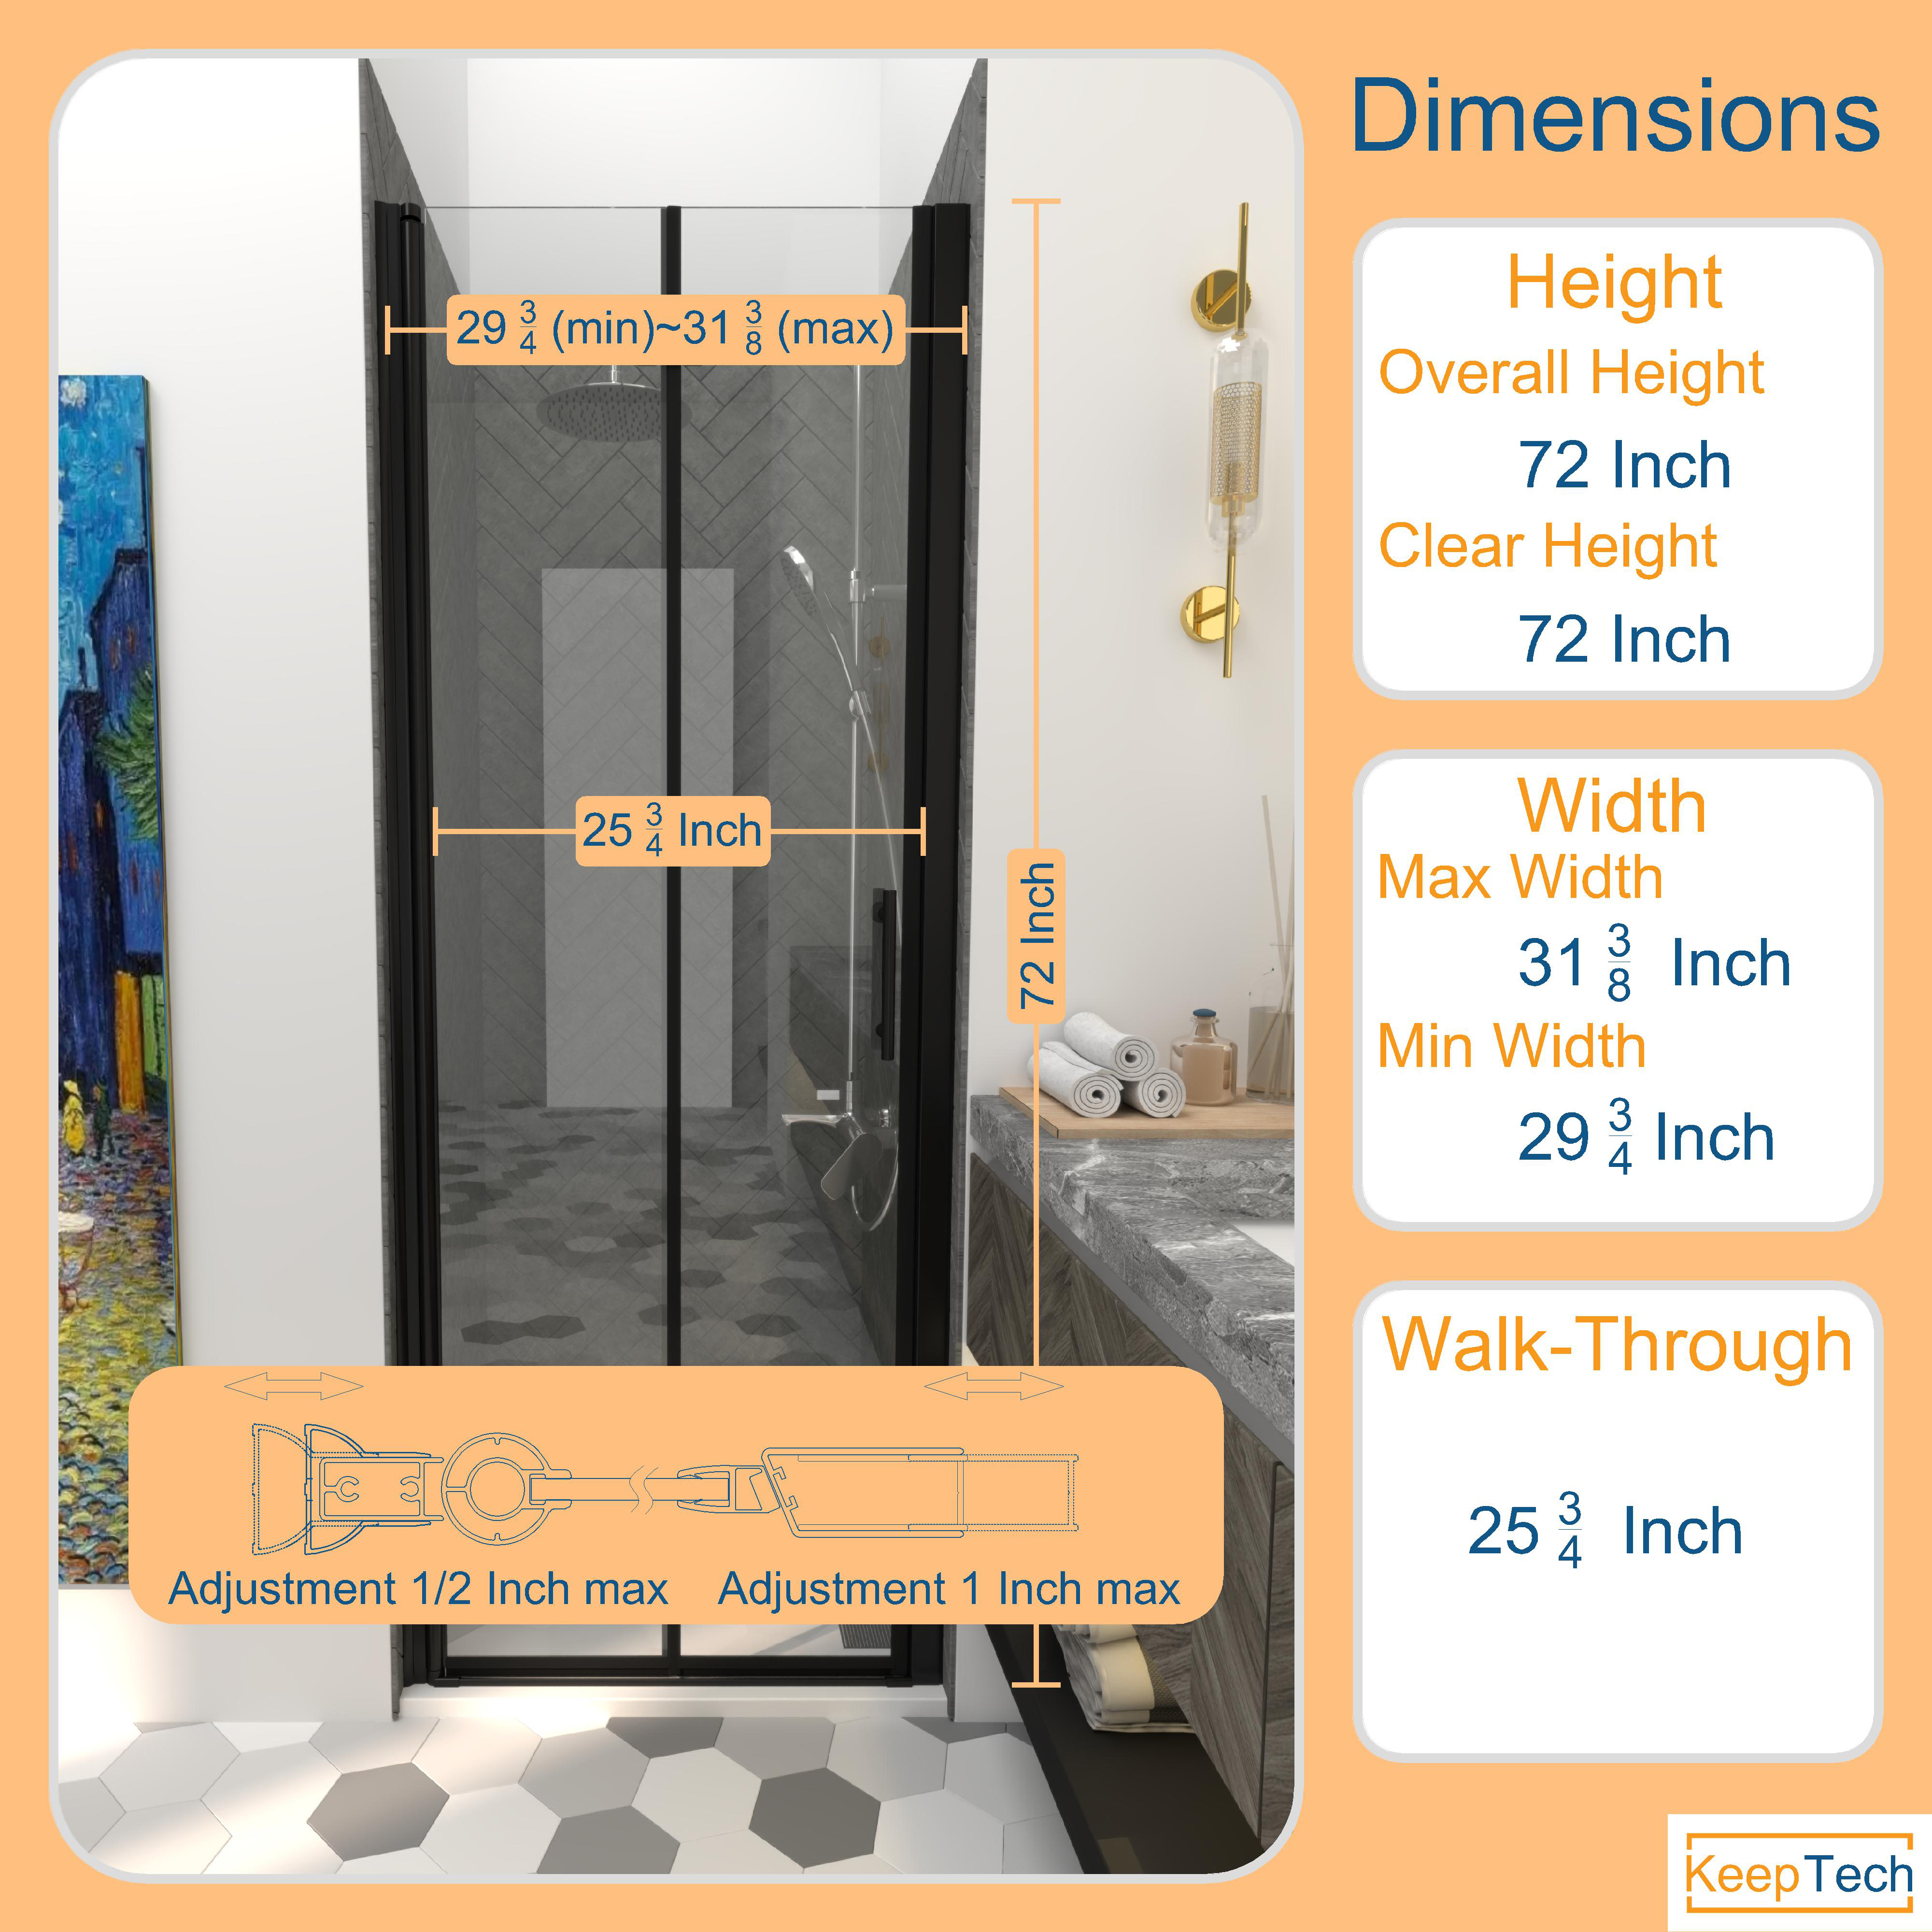 Dimensions
29 3/4 (min)~31 3/8 (max)
25 3/4 Inch
72 Inch
Adjustment 1/2 Inch max
Adjustment 1 Inch max
Height
Overall Height
72 Inch
Clear Height
72 Inch
Width
Max Width
31 3/8 Inch
Min Width
29 3/4 Inch
Walk-Through
25 3/4 Inch
KeepTech